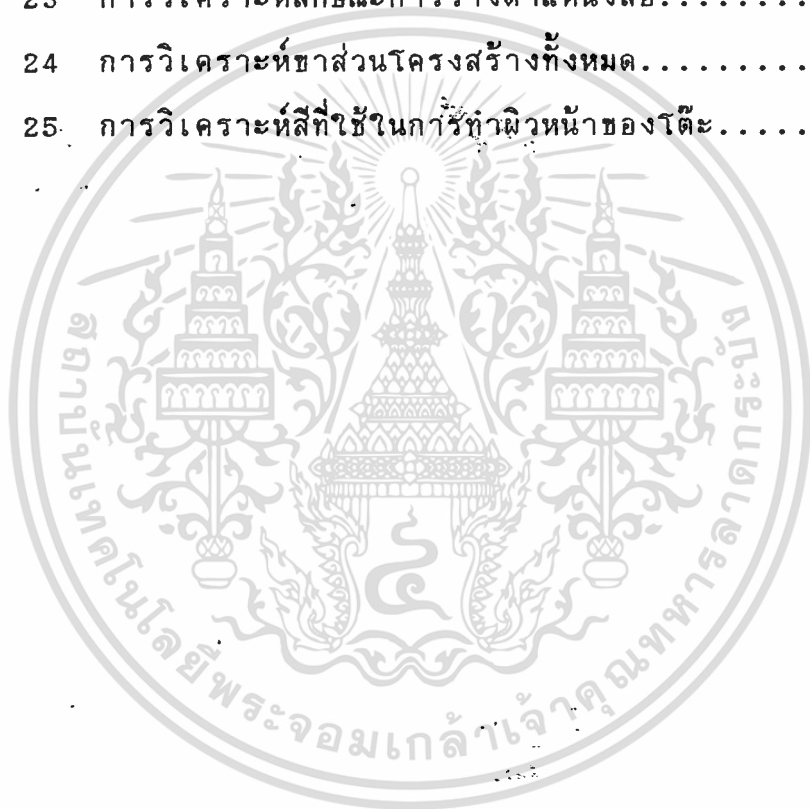 24 การวิเคราะห์ขาส่วนโครงสร้างทั้งหมด..........
25 การวิเคราะห์สีที่ใช้ในการทำผิวหน้าของโต๊ะ.....
สถาบันเทคโนโลยีพระจอมเกล้าเจ้าคุณทหารลาดกระบัง